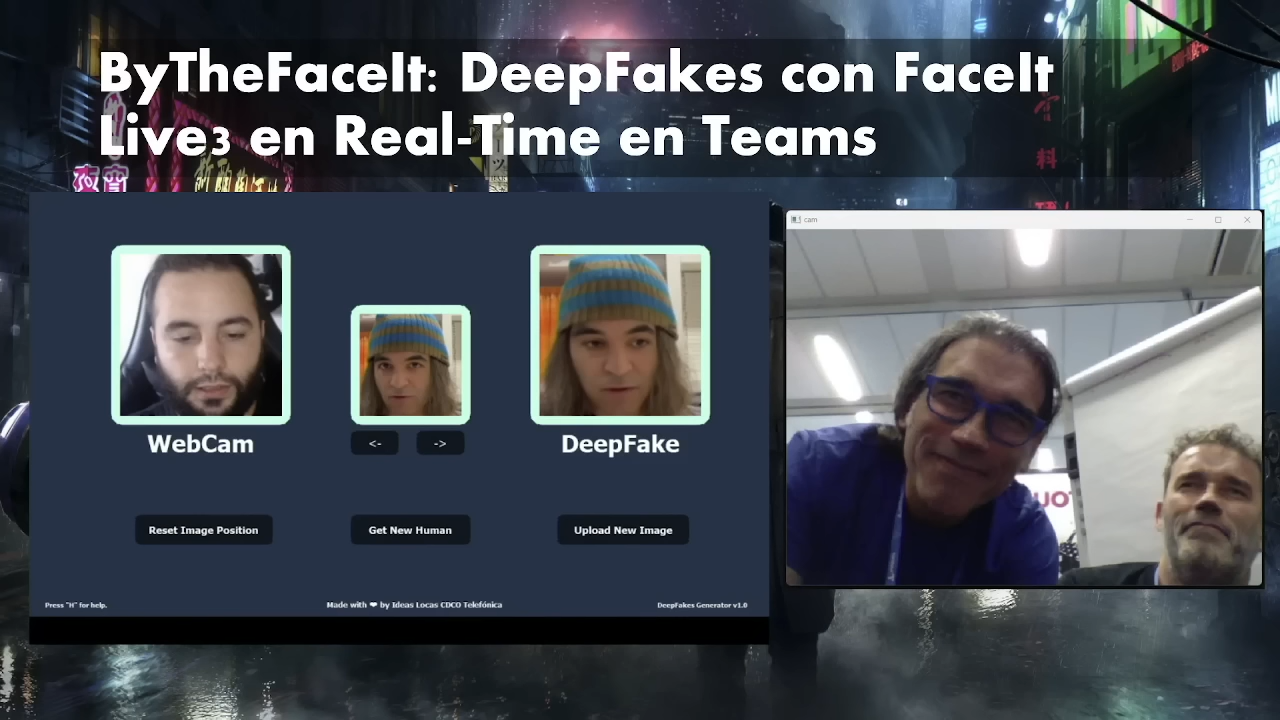 ByTheFaceIt: DeepFakes con FaceIt
Live3 en Real-Time en Teams
cam
WebCam
<-
->
DeepFake
Reset Image Position
Get New Human
Upload New Image
Press "H" for help.
Made with ❤ by Ideas Locas CDCO Telefónica
DeepFakes Generator v1.0
料